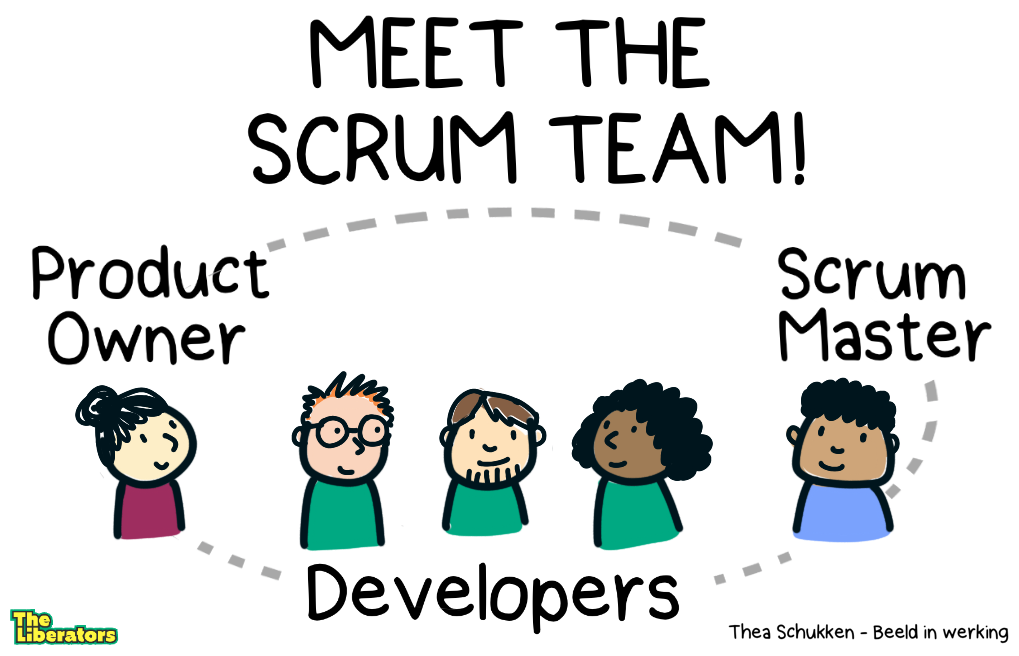 MEET THE
SCRUM TEAM!
Product
Owner
Scrum
Master
Developers
The
Liberators
Thea Schukken - Beeld in werking